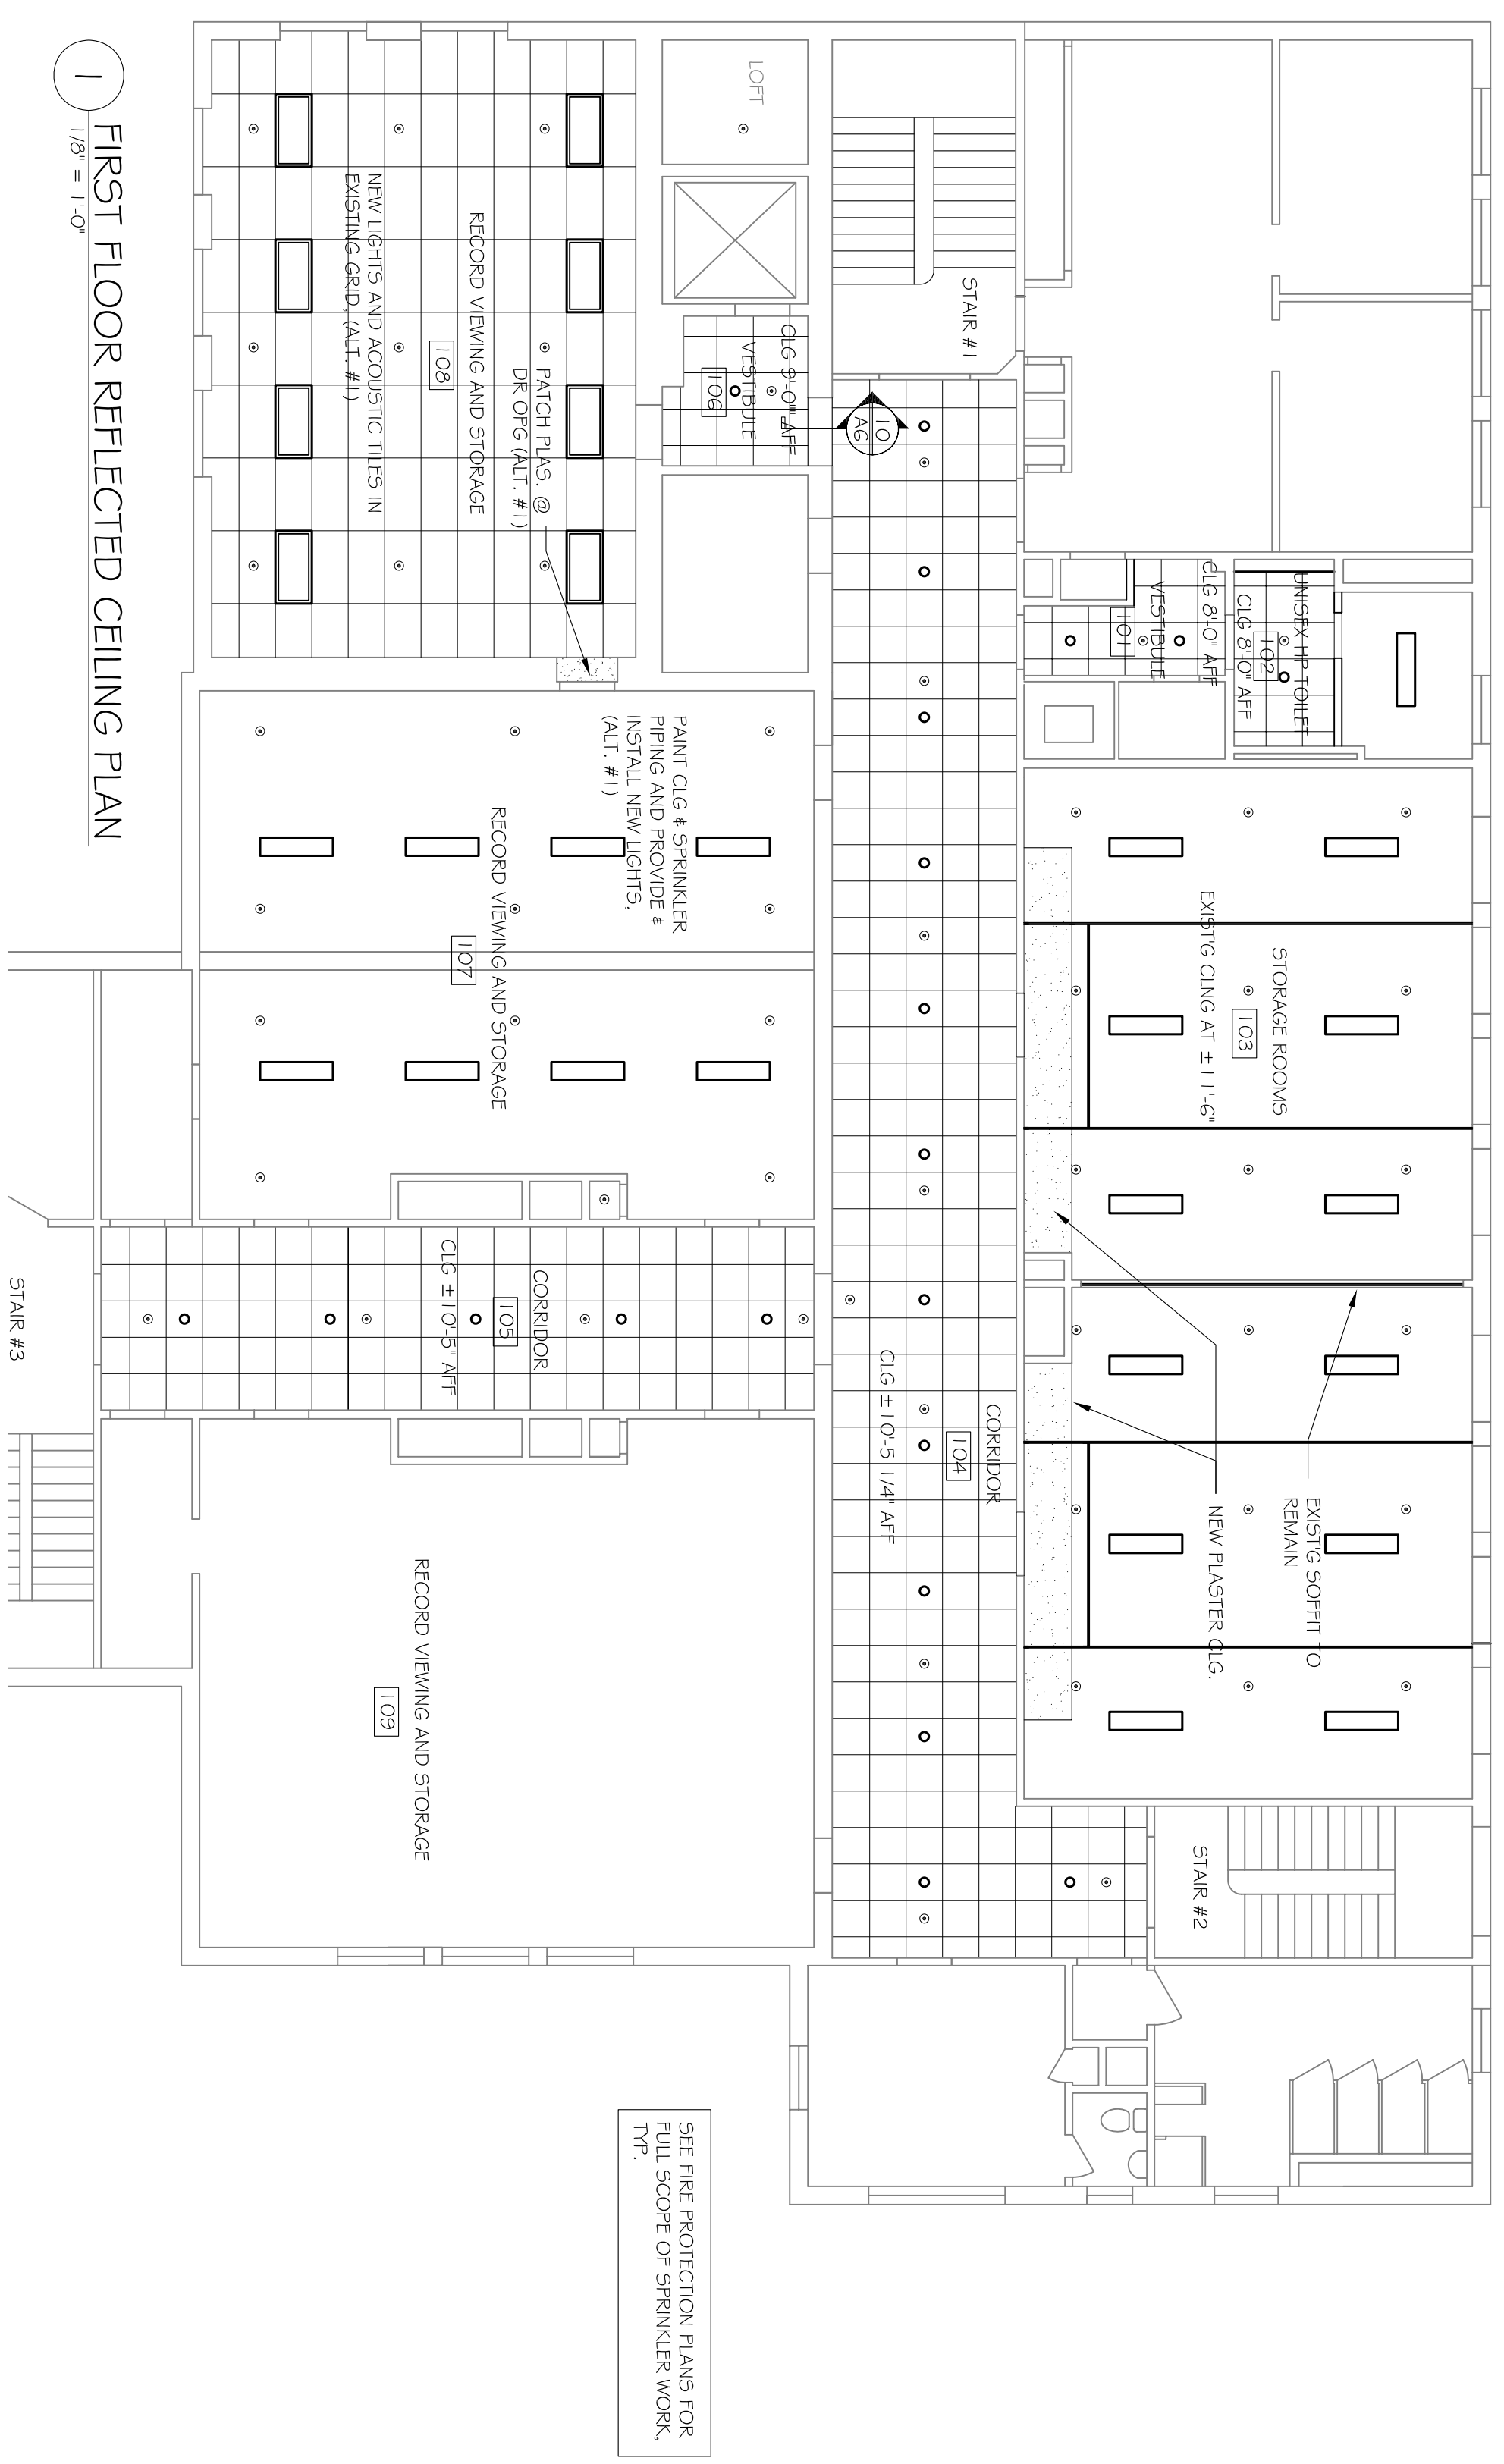 1
FIRST FLOOR REFLECTED CEILING PLAN
1/8" = 1'-0"
LOFT
STAIR #1
NEW LIGHTS AND ACOUSTIC TILES IN
EXISTING GRID, (ALT. #1)
RECORD VIEWING AND STORAGE
108
PATCH PLAS. @
DR OPG (ALT. #1)
CLG 9'-0" AFF
VESTIBULE
106
10
A6
UNISEX HP TOILET
102
CLG 8'-0" AFF
CLG 8'-0" AFF
VESTIBULE
101
PAINT CLG & SPRINKLER
PIPING AND PROVIDE &
INSTALL NEW LIGHTS,
(ALT. #1)
RECORD VIEWING AND STORAGE
107
STORAGE ROOMS
103
EXIST'G CLNG AT ± 11'-6"
CORRIDOR
105
CLG ± 10'-5" AFF
STAIR #3
CORRIDOR
104
CLG ± 10'-5 1/4" AFF
EXIST'G SOFFIT TO
REMAIN
NEW PLASTER CLG.
RECORD VIEWING AND STORAGE
109
STAIR #2
SEE FIRE PROTECTION PLANS FOR
FULL SCOPE OF SPRINKLER WORK,
TYP.